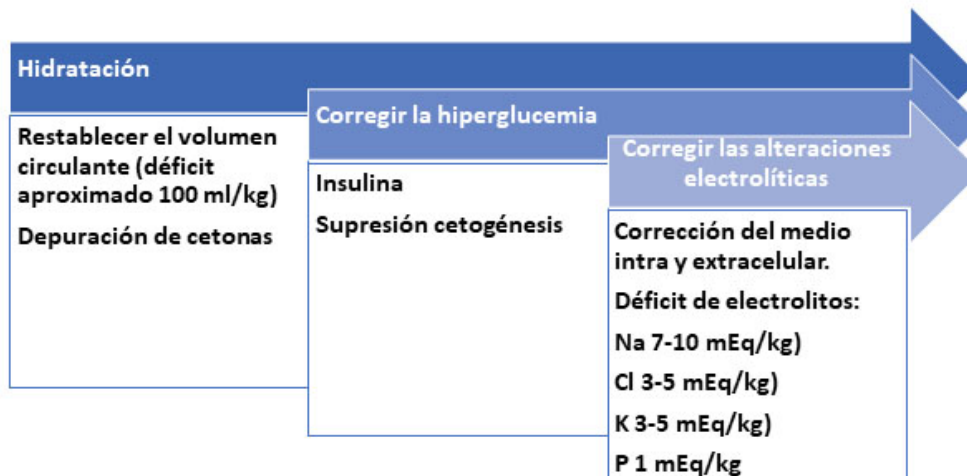 Hidratación
Restablecer el volumen
circulante (déficit
aproximado 100 ml/kg)
Depuración de cetonas
Corregir la hiperglucemia
Insulina
Supresión cetogénesis
Corregir las alteraciones
electrolíticas
Corrección del medio
intra y extracelular.
Déficit de electrolitos:
Na 7-10 mEq/kg)
Cl 3-5 mEq/kg)
K 3-5 mEq/kg)
P 1 mEq/kg